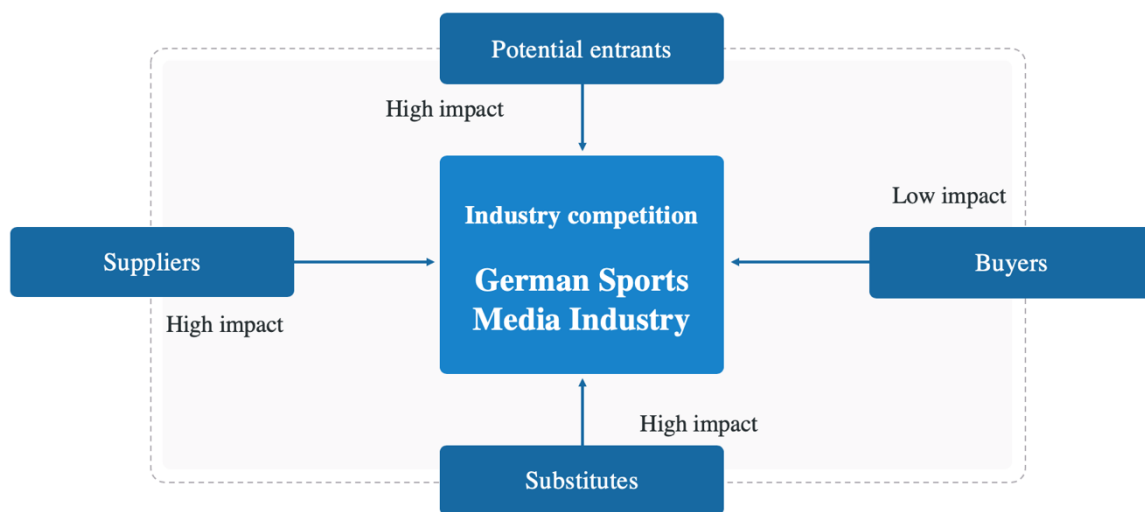 Potential entrants
High impact
Low impact
Industry competition
Suppliers
German Sports
Media Industry
Buyers
High impact
High impact
Substitutes